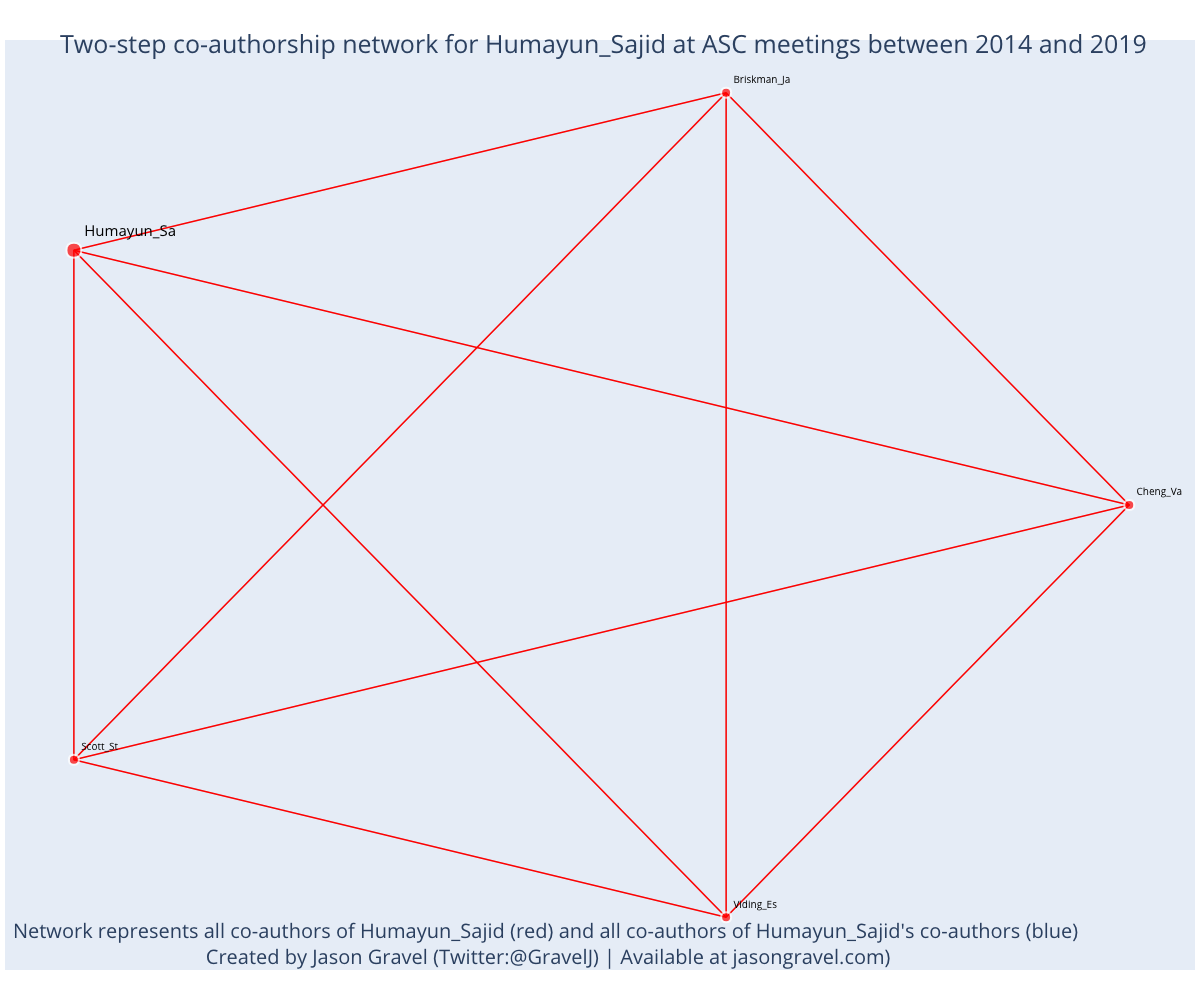 Two-step co-authorship network for Humayun_Sajid at ASC meetings between 2014 and 2019
Briskman_Ja
Humayun_Sa
Cheng_Va
Scott_St
Viding_Es
Network represents all co-authors of Humayun_Sajid (red) and all co-authors of Humayun_Sajid's co-authors (blue)
Created by Jason Gravel (Twitter:@GravelJ) | Available at jasongravel.com)